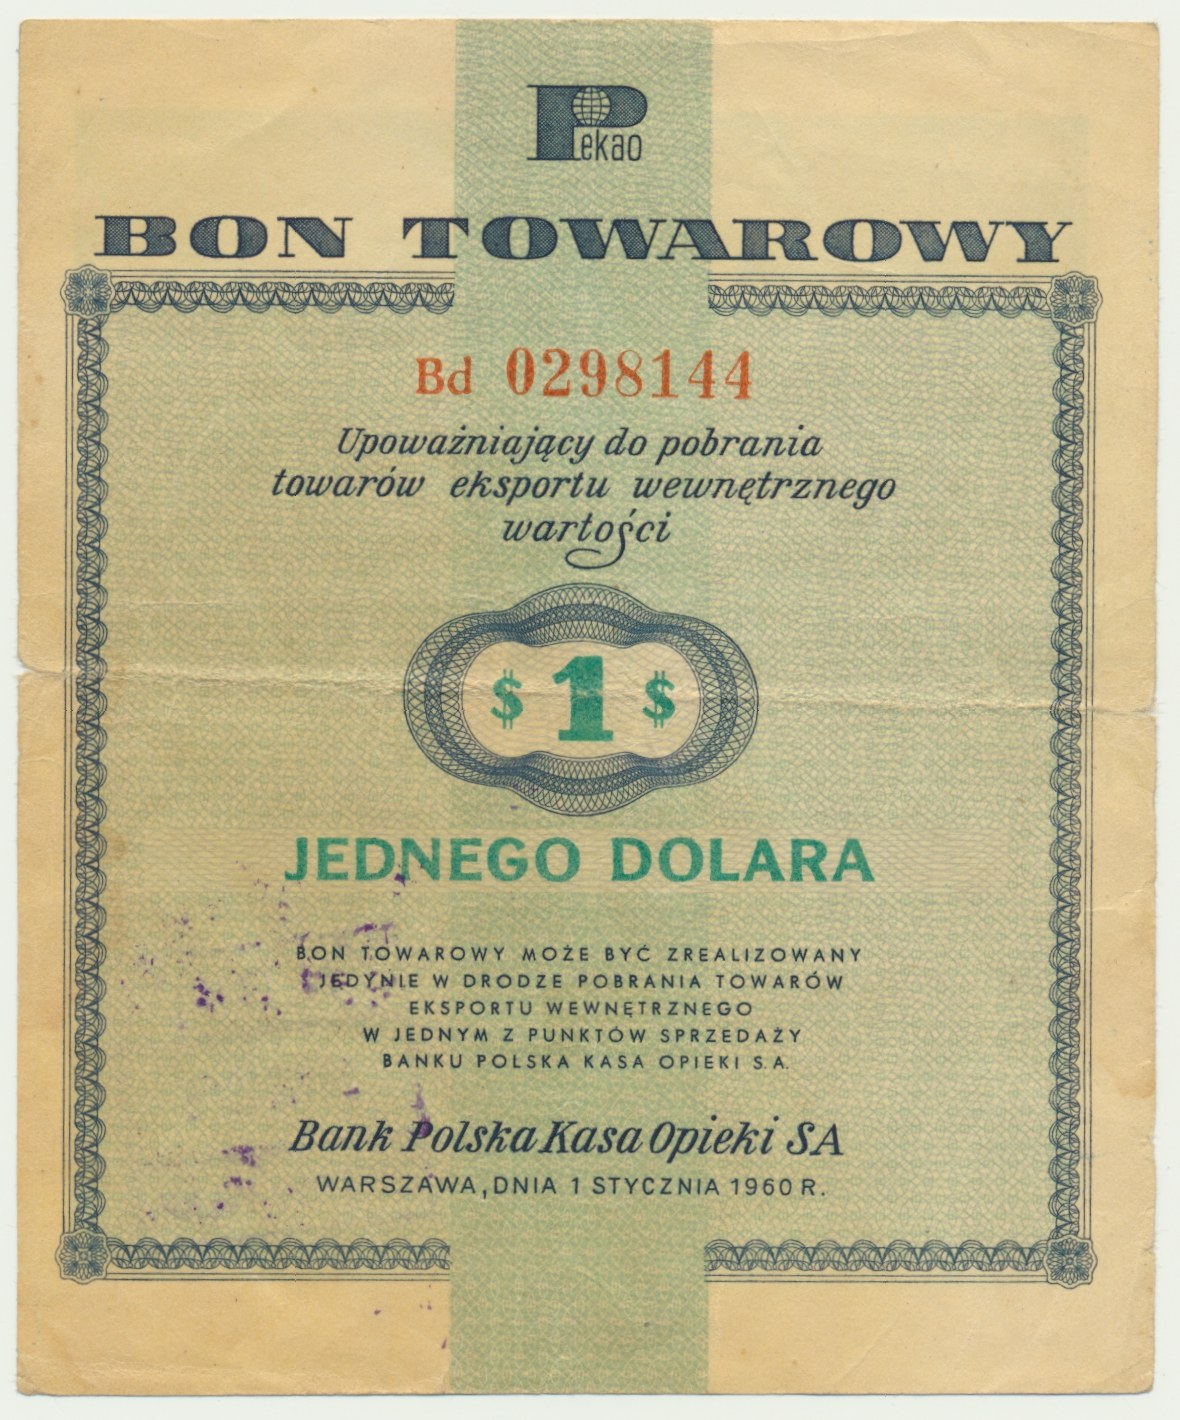 Pekao
BON TOWAROWY
Bd 0298144
Upoważniający do pobrania
towarów eksportu wewnętrznego
wartości
$ 1 $
JEDNEGO DOLARA
BON TOWAROWY MOŻE BYĆ ZREALIZOWANY
JEDYNIE W DRODZE POBRANIA TOWARÓW
EKSPORTU WEWNĘTRZNEGO
W JEDNYM Z PUNKTÓW SPRZEDAŻY
BANKU POLSKA KASA OPIEKI S.A.
Bank Polska Kasa Opieki SA
WARSZAWA, DNIA 1 STYCZNIA 1960 R.